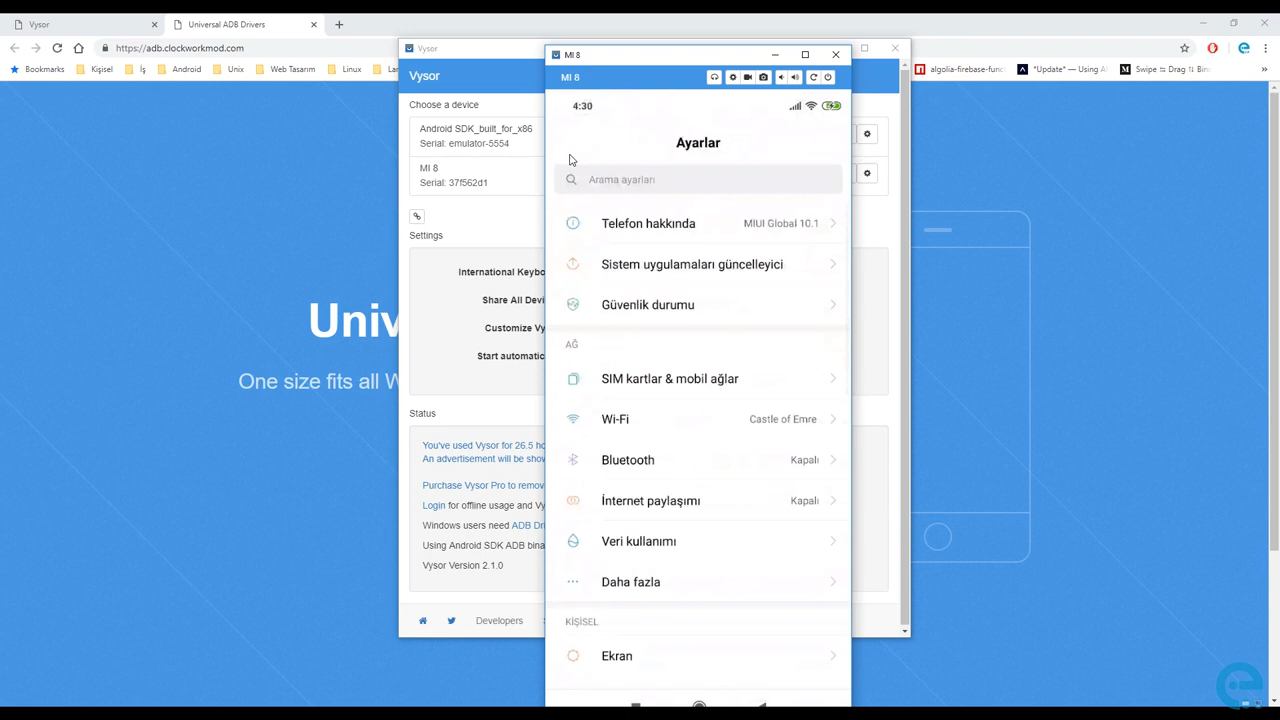 Vysor
Universal ADB Drivers
https://adb.clockworkmod.com
Bookmarks
Kişisel
İş
Android
Unix
Web Tasarım
Linux
algolia-firebase-func
*Update* — Using A
Swipe
Drag
Vysor
Vysor
Choose a device
Android SDK_built_for_x86
Serial: emulator-5554
MI 8
Serial: 37f562d1
Settings
International Keybo
Share All Devi
Customize Vy
Start automatic
Status
You've used Vysor for 26.5 ho
An advertisement will be show
Purchase Vysor Pro to remov
Login for offline usage and Vy
Windows users need ADB Dri
Using Android SDK ADB bina
Vysor Version 2.1.0
Developers
Univ
One size fits all W
MI 8
MI 8
4:30
Ayarlar
Arama ayarları
Telefon hakkında MIUI Global 10.1
Sistem uygulamaları güncelleyici
Güvenlik durumu
AĞ
SIM kartlar & mobil ağlar
Wi-Fi Castle of Emre
Bluetooth Kapalı
İnternet paylaşımı Kapalı
Veri kullanımı
Daha fazla
KİŞİSEL
Ekran